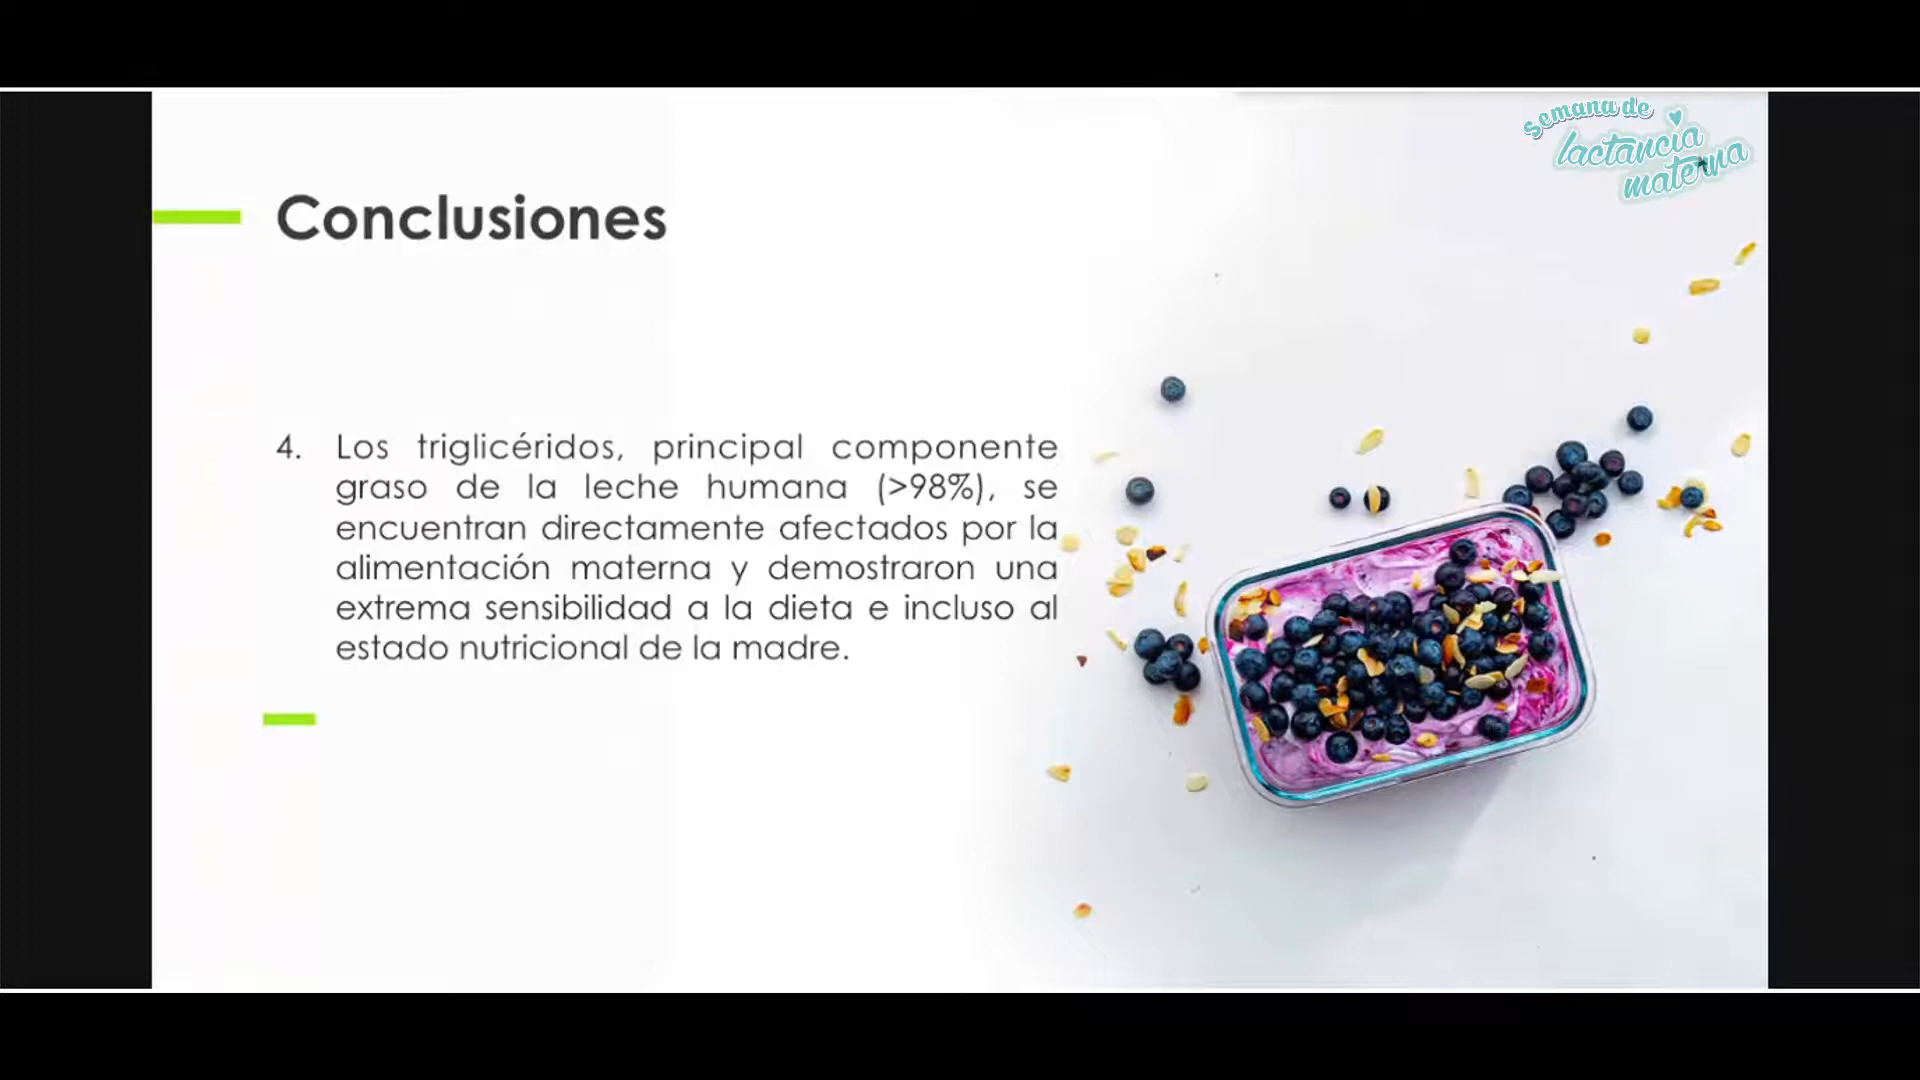 Semana de
lactancia
materna
Conclusiones
4. Los triglicéridos, principal componente
graso de la leche humana (>98%), se
encuentran directamente afectados por la
alimentación materna y demostraron una
extrema sensibilidad a la dieta e incluso al
estado nutricional de la madre.